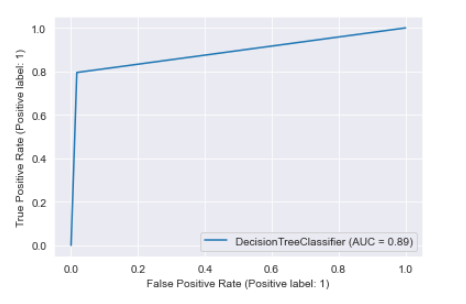 1.0
0.8
0.6
0.4
0.2
0.0
True Positive Rate (Positive label: 1)
DecisionTreeClassifier (AUC = 0.89)
0.0 0.2 0.4 0.6 0.8 1.0
False Positive Rate (Positive label: 1)